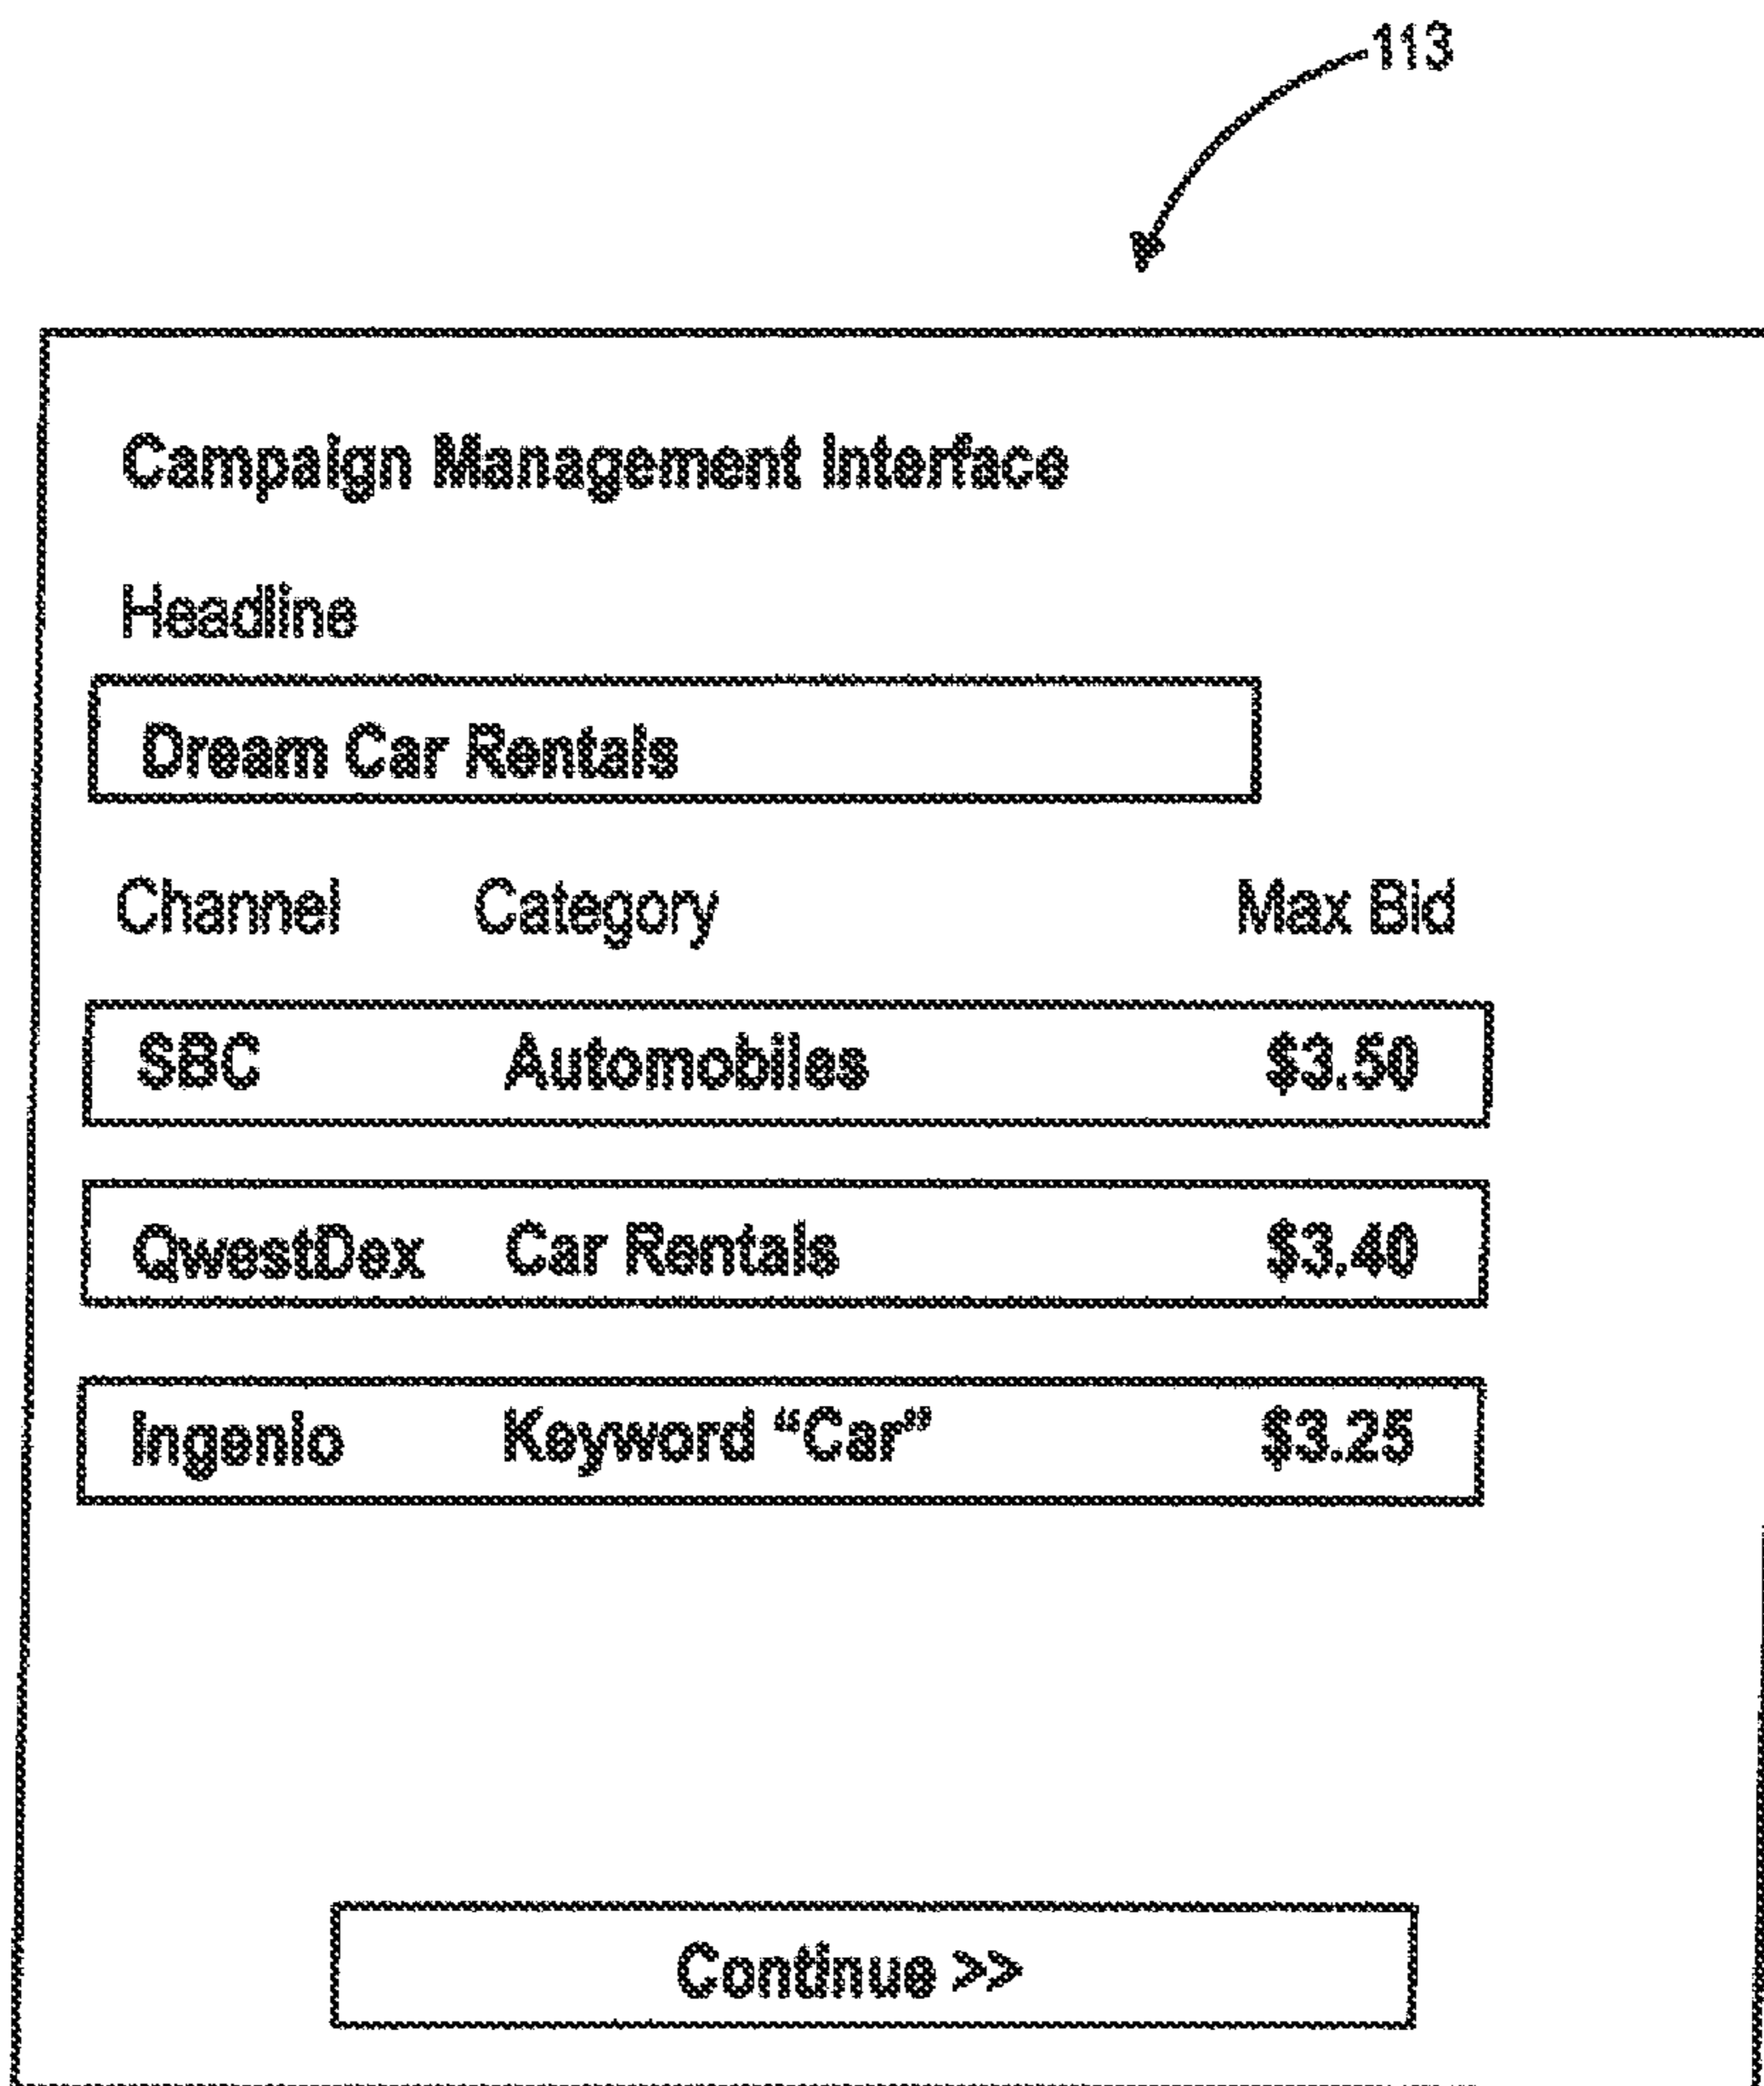 113
Campaign Management Interface
Headline
Dream Car Rentals
Channel Category Max Bid
SBC Automobiles $3.50
QwestDex Car Rentals $3.40
Ingenio Keyword “Car” $3.25
Continue >>